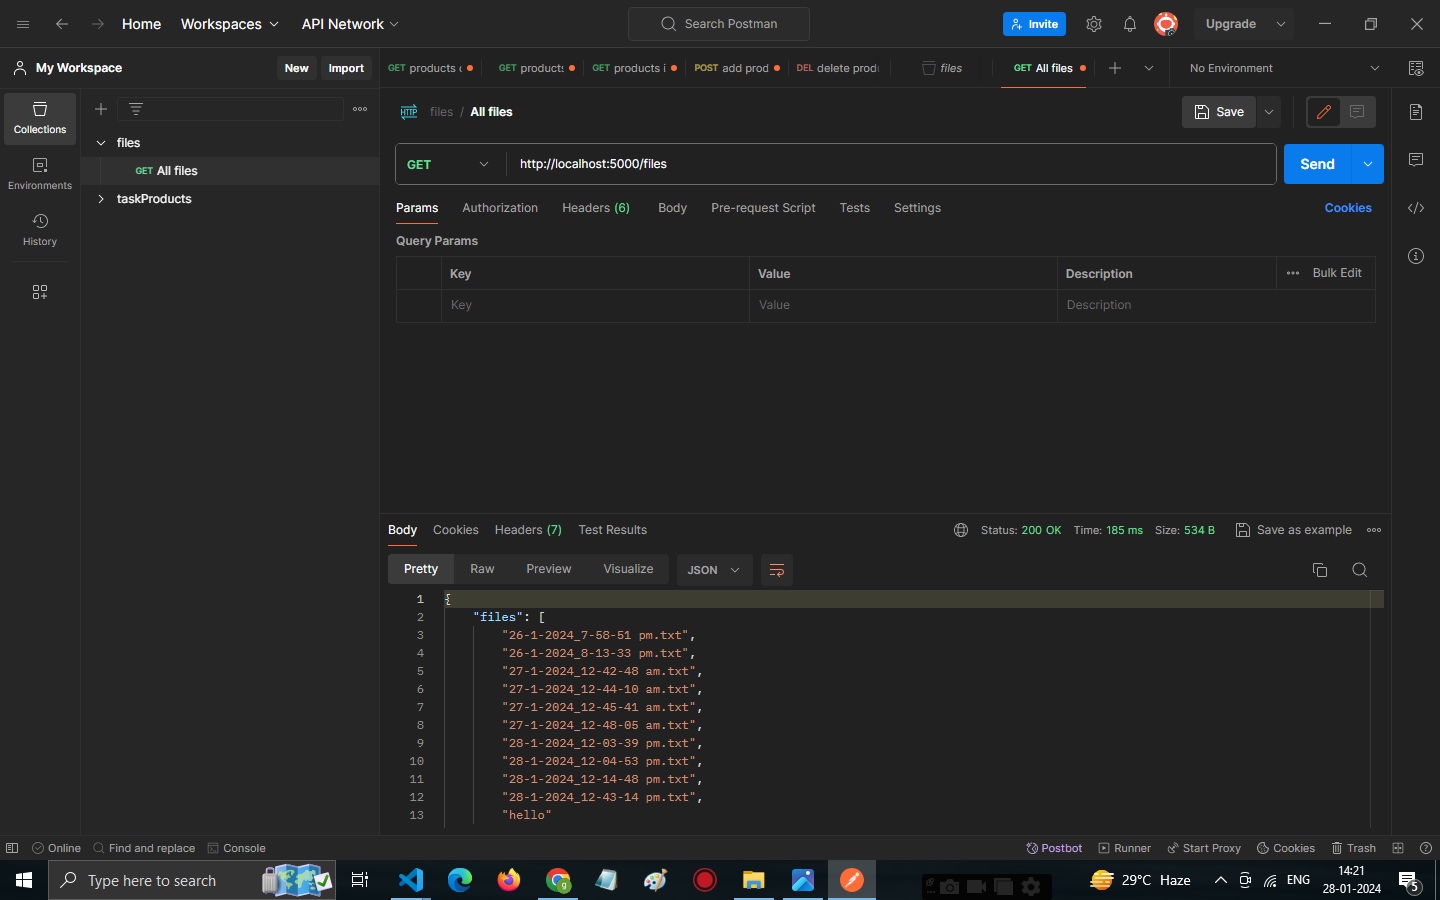 Home
Workspaces
API Network
Search Postman
Invite
Upgrade
My Workspace
New
Import
GET products
GET products
GET products i
POST add prod
DEL delete prod
files
GET All files
No Environment
Collections
Environments
History
files
GET All files
taskProducts
HTTP files / All files
Save
GET
http://localhost:5000/files
Send
Params
Authorization
Headers (6)
Body
Pre-request Script
Tests
Settings
Cookies
Query Params
Key
Value
Description
Bulk Edit
Key
Value
Description
Body
Cookies
Headers (7)
Test Results
Status: 200 OK
Time: 185 ms
Size: 534 B
Save as example
Pretty
Raw
Preview
Visualize
JSON
1 {
2 "files": [
3 "26-1-2024_7-58-51 pm.txt",
4 "26-1-2024_8-13-33 pm.txt",
5 "27-1-2024_12-42-48 am.txt",
6 "27-1-2024_12-44-10 am.txt",
7 "27-1-2024_12-45-41 am.txt",
8 "27-1-2024_12-48-05 am.txt",
9 "28-1-2024_12-03-39 pm.txt",
10 "28-1-2024_12-04-53 pm.txt",
11 "28-1-2024_12-14-48 pm.txt",
12 "28-1-2024_12-43-14 pm.txt",
13 "hello"
Online
Find and replace
Console
Postbot
Runner
Start Proxy
Cookies
Trash
Type here to search
29°C Haze
ENG
14:21
28-01-2024
5